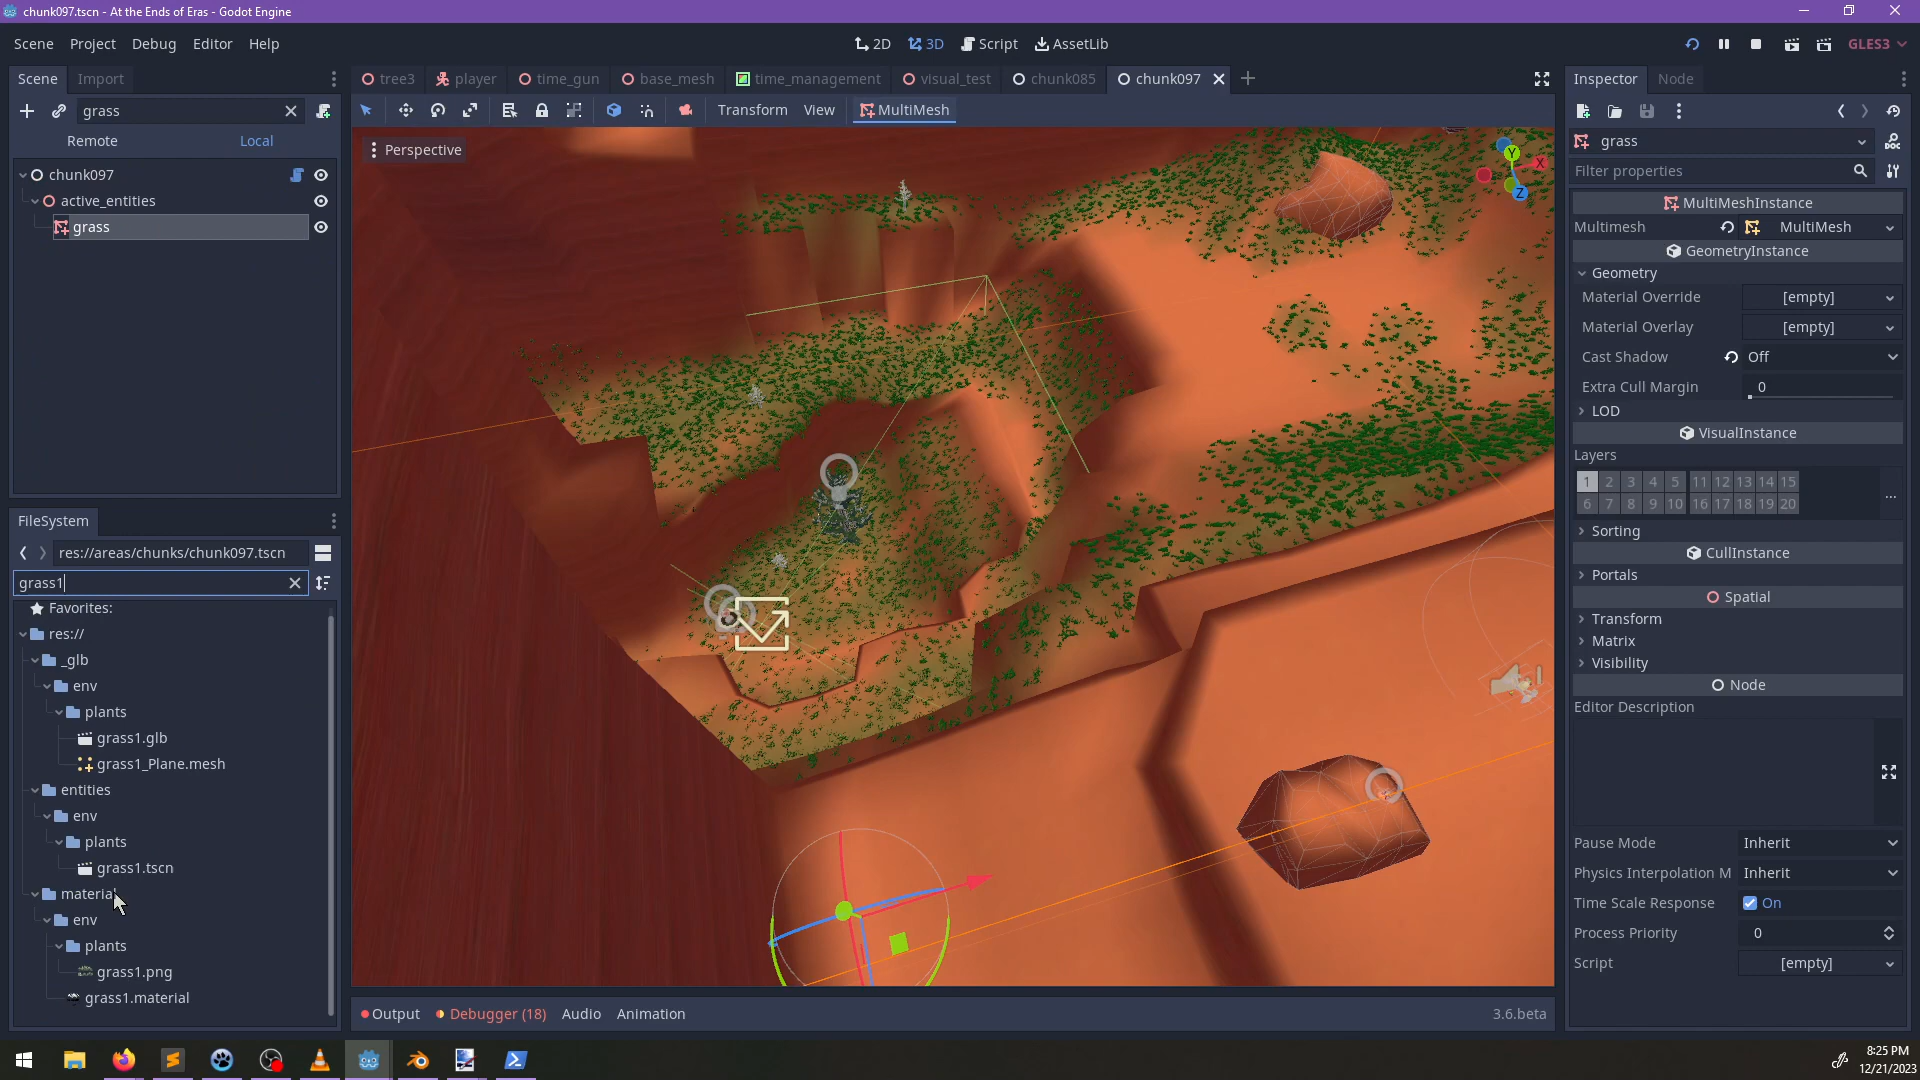 chunk097.tscn - At the Ends of Eras - Godot Engine
Scene Project Debug Editor Help
2D 3D Script AssetLib
GLES3
Scene Import
tree3 player time_gun base_mesh time_management visual_test chunk085 chunk097
Inspector Node
grass
Transform View MultiMesh
Remote Local
chunk097
active_entities
grass
Perspective
Y X Z
grass
Filter properties
MultiMeshInstance
Multimesh MultiMesh
GeometryInstance
Geometry
Material Override [empty]
Material Overlay [empty]
Cast Shadow Off
Extra Cull Margin 0
LOD
VisualInstance
Layers
1 2 3 4 5 11 12 13 14 15
6 7 8 9 10 16 17 18 19 20
...
Sorting
CullInstance
Portals
Spatial
Transform
Matrix
Visibility
Node
Editor Description
Pause Mode Inherit
Physics Interpolation M Inherit
Time Scale Response On
Process Priority 0
Script [empty]
FileSystem
res://areas/chunks/chunk097.tscn
grass1
Favorites:
res://
_glb
env
plants
grass1.glb
grass1_Plane.mesh
entities
env
plants
grass1.tscn
material
env
plants
grass1.png
grass1.material
Output Debugger (18) Audio Animation
3.6.beta
8:25 PM
12/21/2023